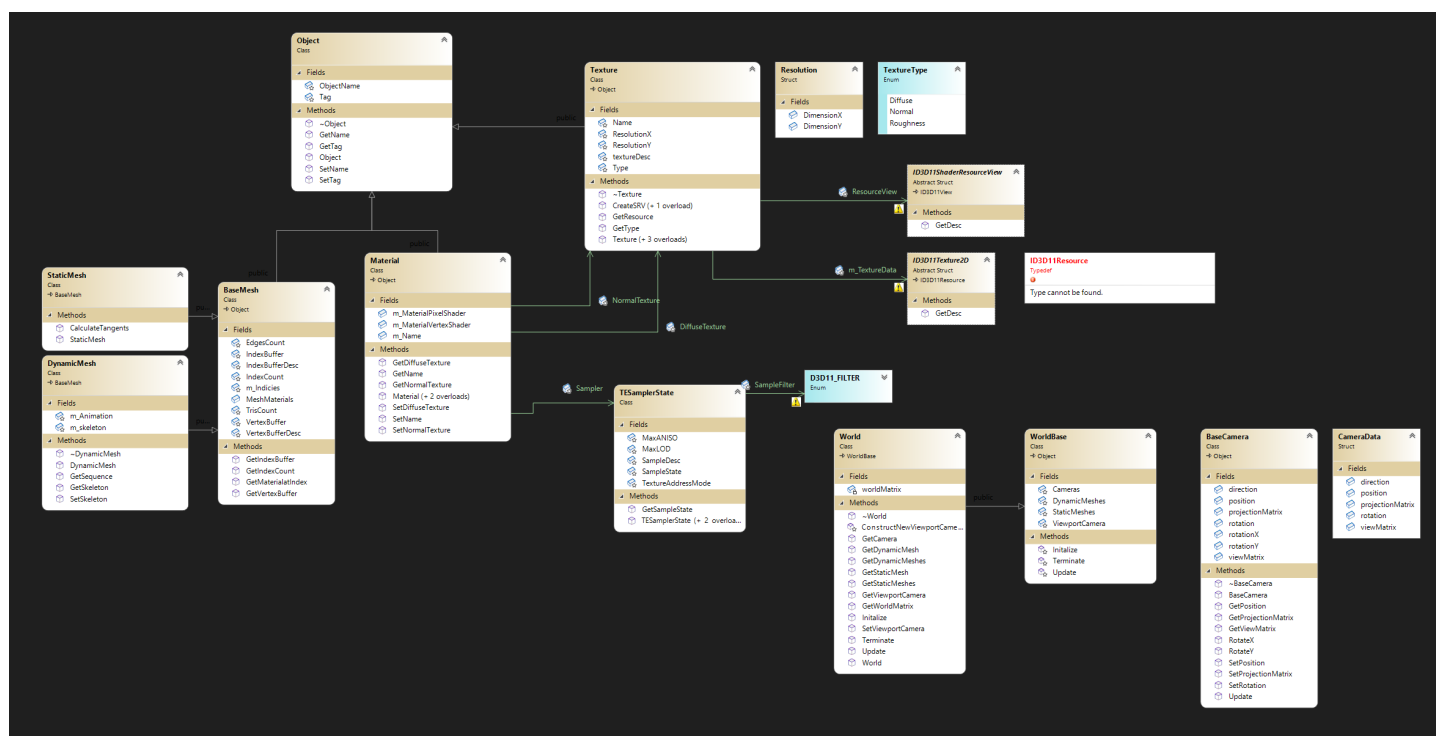 Object
Class
Fields
ObjectName
Tag
Methods
~Object
GetName
GetTag
Object
SetName
SetTag
public
Texture
Class
Object
Fields
Name
ResolutionX
ResolutionY
textureDesc
Type
Methods
~Texture
CreateSRV (+ 1 overload)
GetResource
GetType
Texture (+ 3 overloads)
Resolution
Struct
Fields
DimensionX
DimensionY
TextureType
Enum
Diffuse
Normal
Roughness
ResourceView
ID3D11ShaderResourceView
Abstract Struct
ID3D11View
Methods
GetDesc
m_TextureData
ID3D11Texture2D
Abstract Struct
ID3D11Resource
Methods
GetDesc
ID3D11Resource
Typedef
Type cannot be found.
public
public
StaticMesh
Class
BaseMesh
Methods
CalculateTangents
StaticMesh
pu...
DynamicMesh
Class
BaseMesh
Fields
m_Animation
m_skeleton
Methods
~DynamicMesh
DynamicMesh
GetSequence
GetSkeleton
SetSkeleton
pu...
BaseMesh
Class
Object
Fields
EdgesCount
IndexBuffer
IndexBufferDesc
IndexCount
m_Indicies
MeshMaterials
TrisCount
VertexBuffer
VertexBufferDesc
Methods
GetIndexBuffer
GetIndexCount
GetMaterialatIndex
GetVertexBuffer
Material
Class
Object
Fields
m_MaterialPixelShader
m_MaterialVertexShader
m_Name
Methods
GetDiffuseTexture
GetName
GetNormalTexture
Material (+ 2 overloads)
SetDiffuseTexture
SetName
SetNormalTexture
NormalTexture
DiffuseTexture
Sampler
TESamplerState
Class
Fields
MaxANISO
MaxLOD
SampleDesc
SampleState
TextureAddressMode
Methods
GetSampleState
TESamplerState (+ 2 overloa...
SampleFilter
D3D11_FILTER
Enum
World
Class
WorldBase
Fields
worldMatrix
Methods
~World
ConstructNewViewportCame...
GetCamera
GetDynamicMesh
GetDynamicMeshes
GetStaticMesh
GetStaticMeshes
GetViewportCamera
GetWorldMatrix
Initalize
SetViewportCamera
Terminate
Update
World
public
WorldBase
Class
Object
Fields
Cameras
DynamicMeshes
StaticMeshes
ViewportCamera
Methods
Initalize
Terminate
Update
BaseCamera
Class
Object
Fields
direction
position
projectionMatrix
rotation
rotationX
rotationY
viewMatrix
Methods
~BaseCamera
BaseCamera
GetPosition
GetProjectionMatrix
GetViewMatrix
RotateX
RotateY
SetPosition
SetProjectionMatrix
SetRotation
Update
CameraData
Struct
Fields
direction
position
projectionMatrix
rotation
viewMatrix